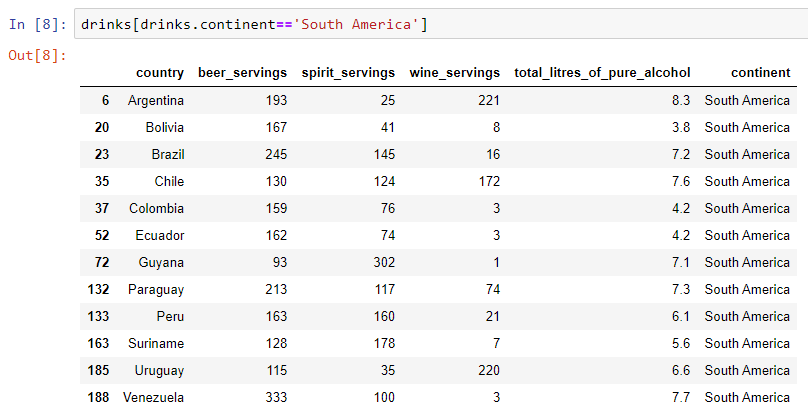 In [8]: drinks[drinks.continent=='South America']
Out[8]:
country beer_servings spirit_servings wine_servings total_litres_of_pure_alcohol continent
6 Argentina 193 25 221 8.3 South America
20 Bolivia 167 41 8 3.8 South America
23 Brazil 245 145 16 7.2 South America
35 Chile 130 124 172 7.6 South America
37 Colombia 159 76 3 4.2 South America
52 Ecuador 162 74 3 4.2 South America
72 Guyana 93 302 1 7.1 South America
132 Paraguay 213 117 74 7.3 South America
133 Peru 163 160 21 6.1 South America
163 Suriname 128 178 7 5.6 South America
185 Uruguay 115 35 220 6.6 South America
188 Venezuela 333 100 3 7.7 South America